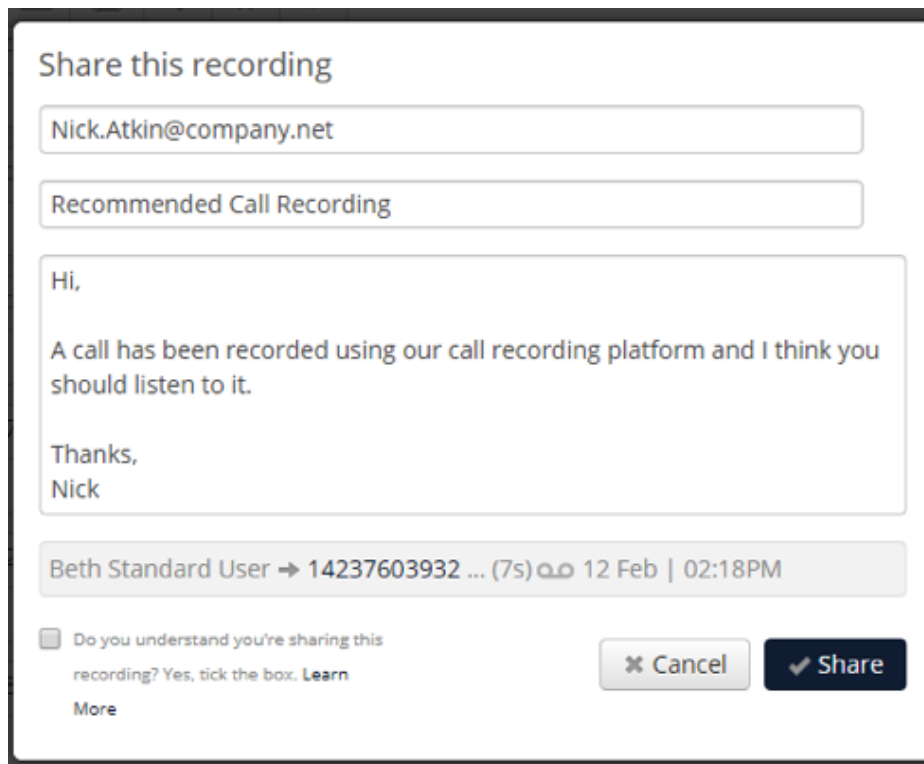 Share this recording
Nick.Atkin@company.net
Recommended Call Recording
Hi,
A call has been recorded using our call recording platform and I think you
should listen to it.
Thanks,
Nick
Beth Standard User → 14237603932 ... (7s) 12 Feb | 02:18PM
Do you understand you're sharing this
recording? Yes, tick the box. Learn
More
✖ Cancel
✔ Share